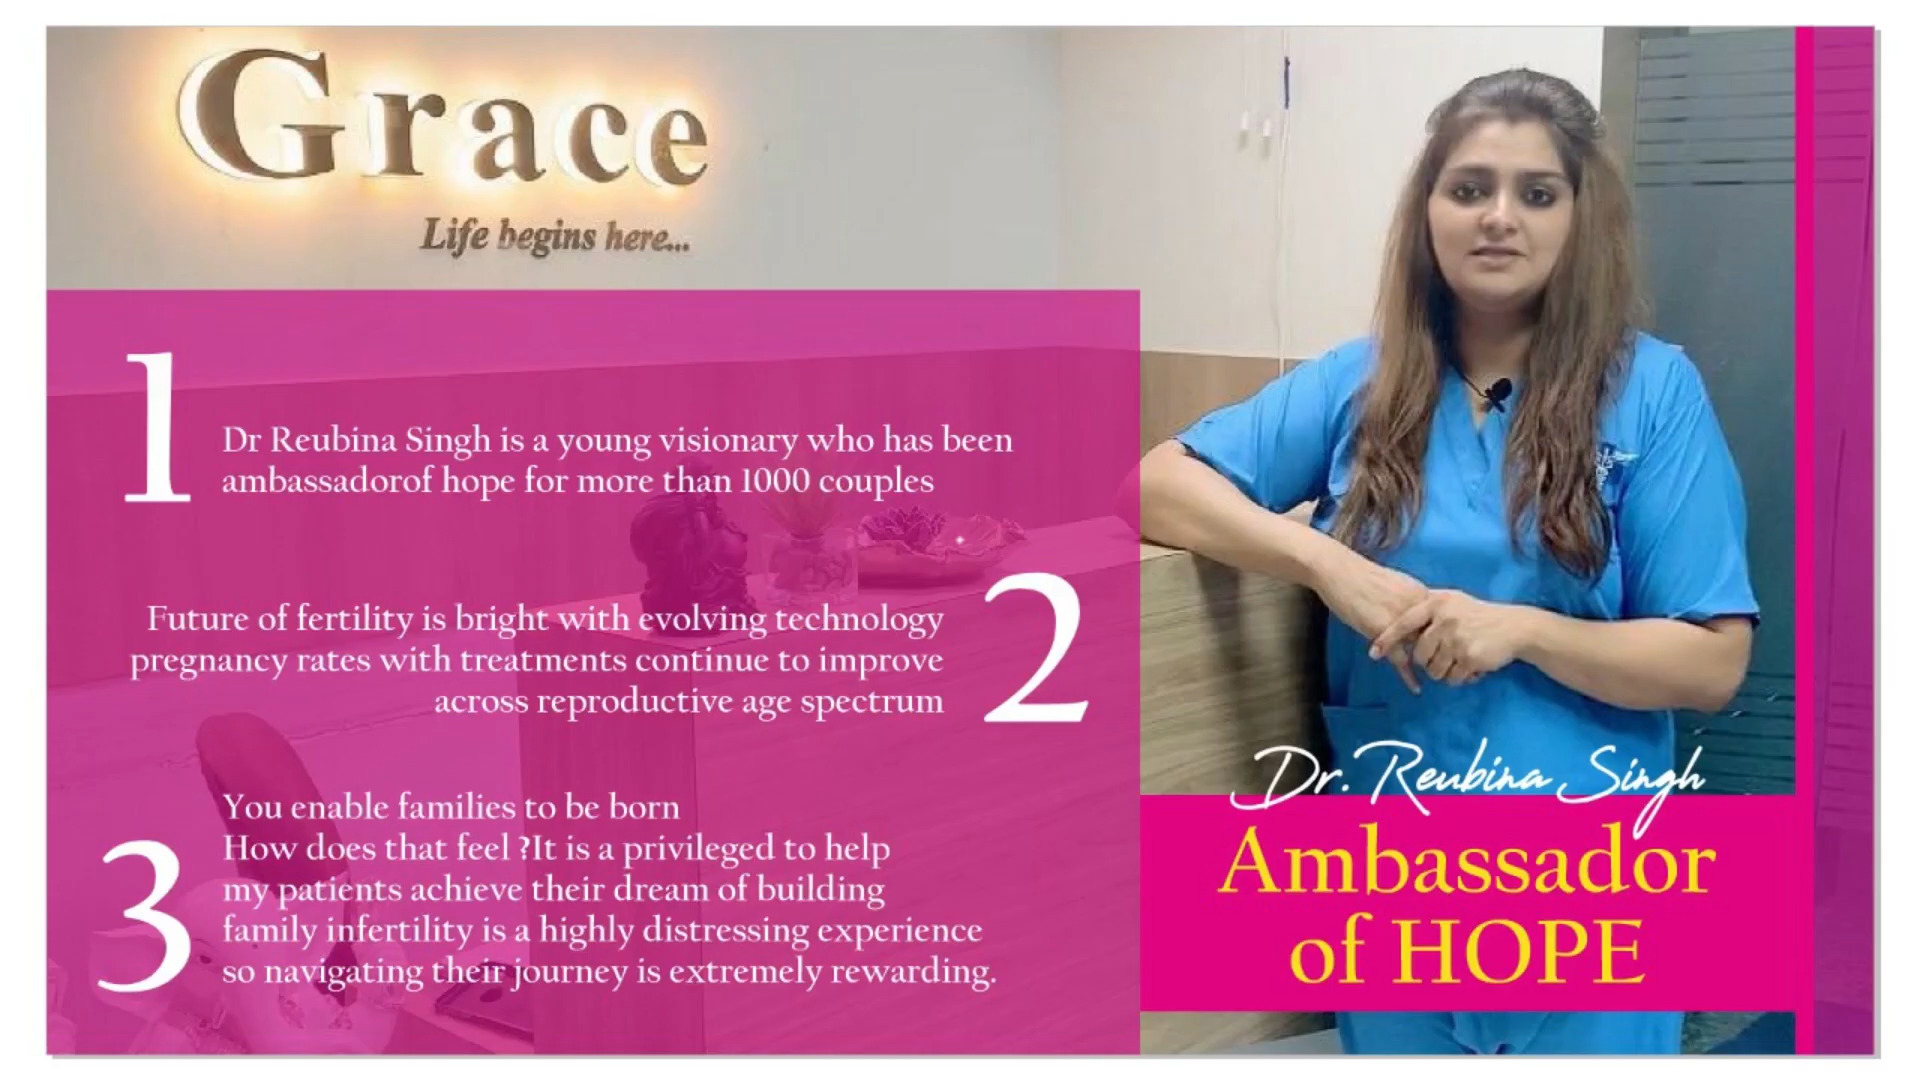 Grace
Life begins here...
1
Dr Reubina Singh is a young visionary who has been
ambassadorof hope for more than 1000 couples
2
Future of fertility is bright with evolving technology
pregnancy rates with treatments continue to improve
across reproductive age spectrum
3
You enable families to be born
How does that feel ?It is a privileged to help
my patients achieve their dream of building
family infertility is a highly distressing experience
so navigating their journey is extremely rewarding.
Dr. Reubina Singh
Ambassador
of HOPE